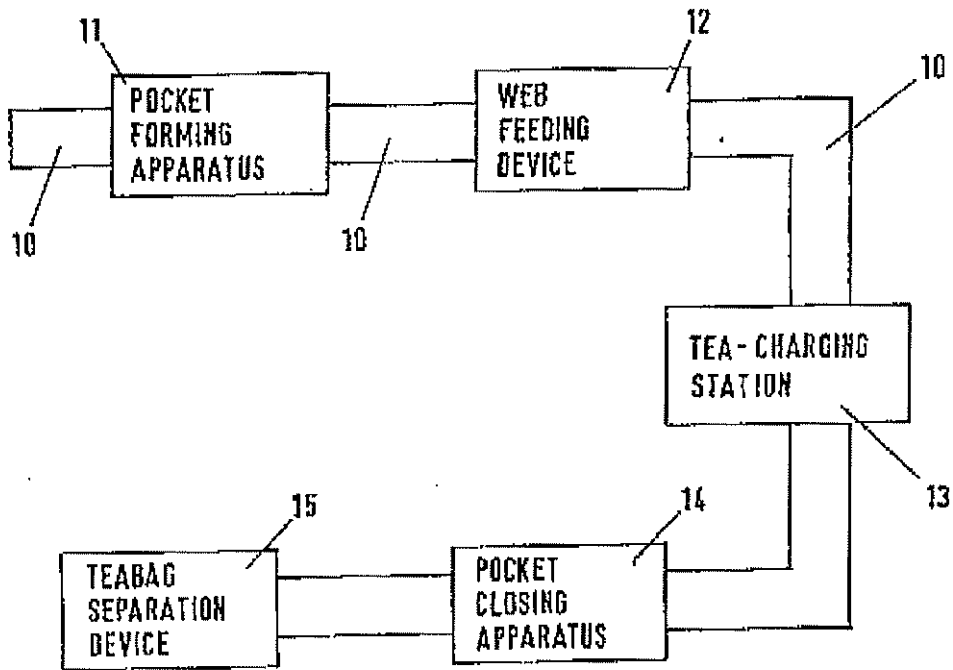 11
12
10
POCKET
FORMING
APPARATUS
WEB
FEEDING
DEVICE
10
10
TEA-CHARGING
STATION
13
15
14
TEABAG
SEPARATION
DEVICE
POCKET
CLOSING
APPARATUS